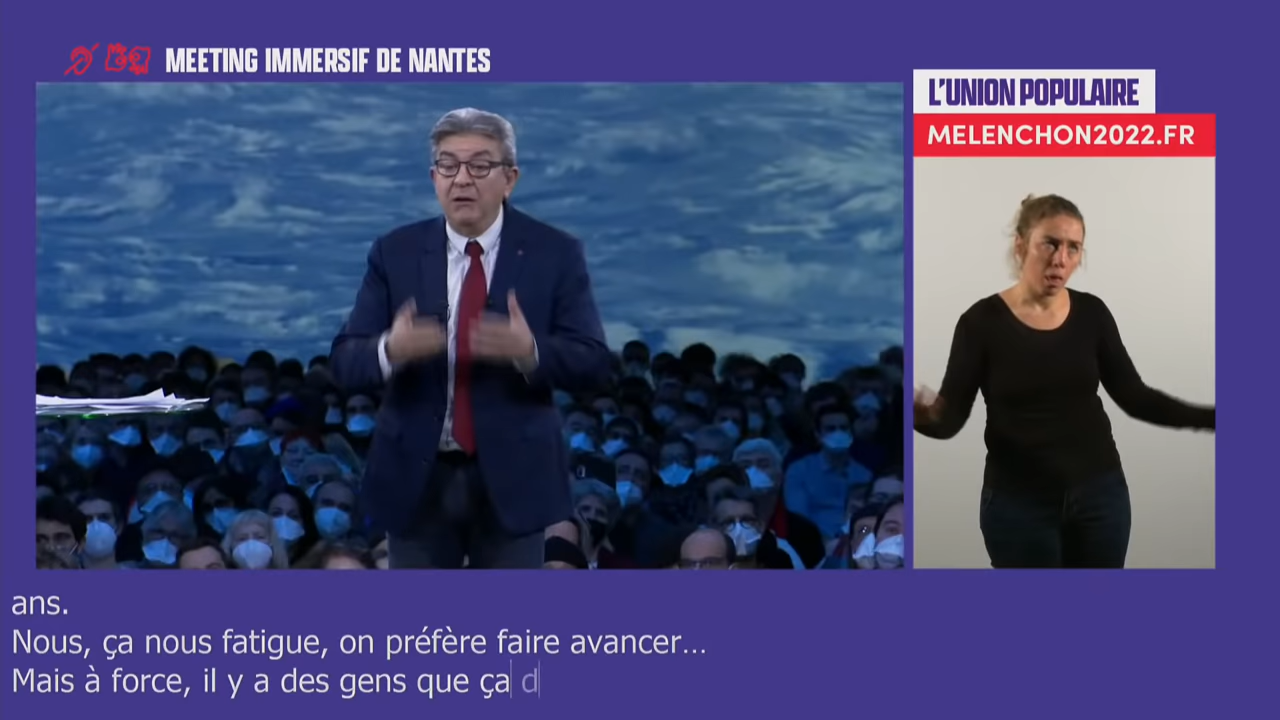 MEETING IMMERSIF DE NANTES
L'UNION POPULAIRE
MELENCHON2022.FR
ans.
Nous, ça nous fatigue, on préfère faire avancer…
Mais à force, il y a des gens que ça d